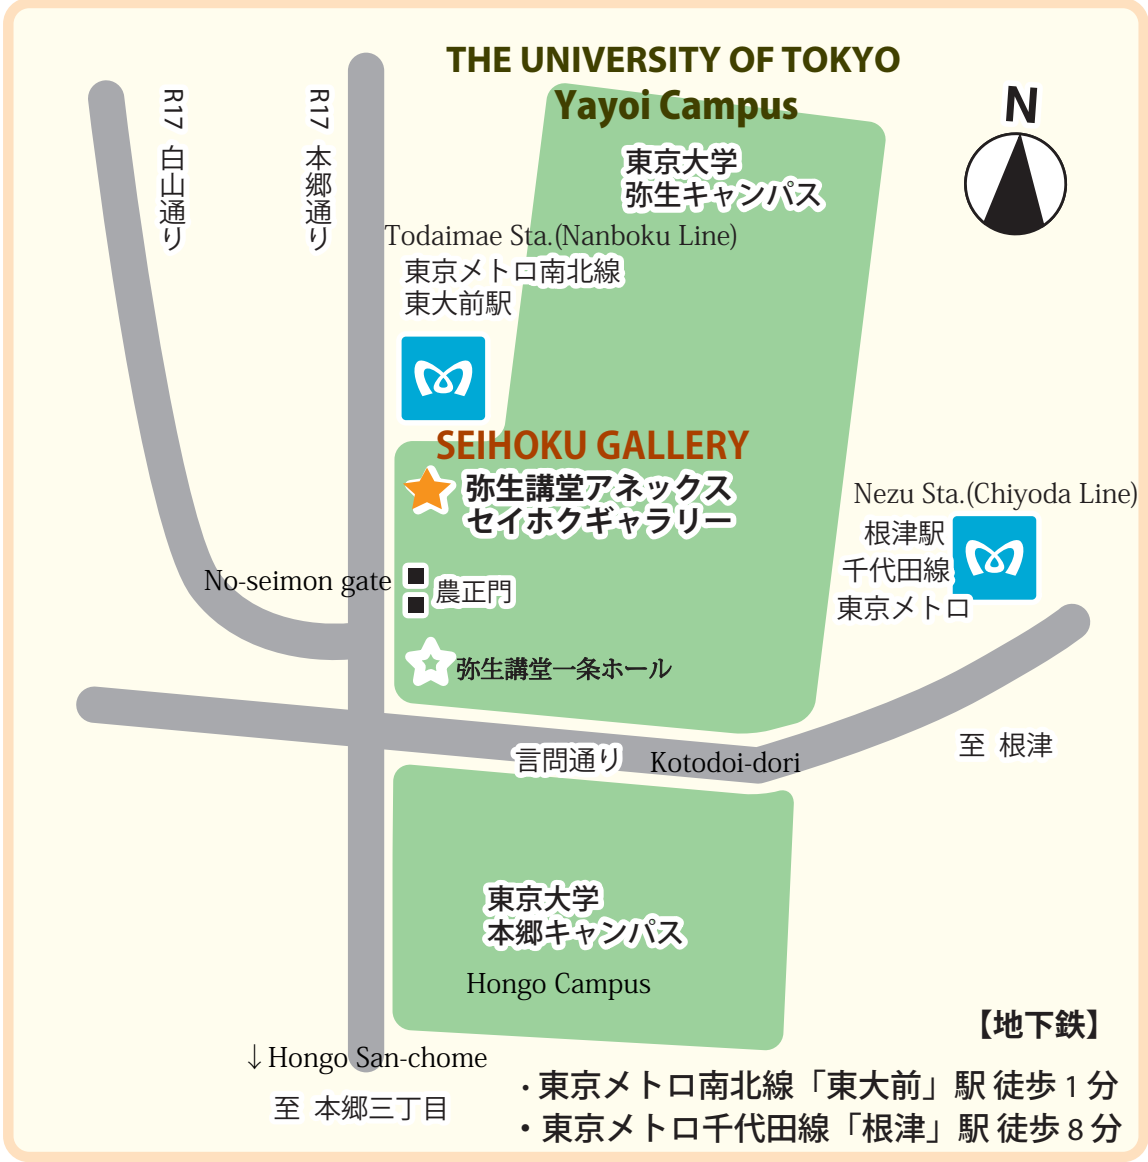 THE UNIVERSITY OF TOKYO
Yayoi Campus
N
R17 白山通り
R17 本郷通り
東京大学
弥生キャンパス
Todaimae Sta.(Nanboku Line)
東京メトロ南北線
東大前駅
SEIHOKU GALLERY
弥生講堂アネックス
セイホクギャラリー
Nezu Sta.(Chiyoda Line)
根津駅
千代田線
東京メトロ
No-seimon gate
農正門
弥生講堂一条ホール
言問通り Kotodoi-dori
至 根津
東京大学
本郷キャンパス
Hongo Campus
【地下鉄】
↓Hongo San-chome
至 本郷三丁目
・東京メトロ南北線「東大前」駅 徒歩 1 分
・東京メトロ千代田線「根津」駅 徒歩 8 分